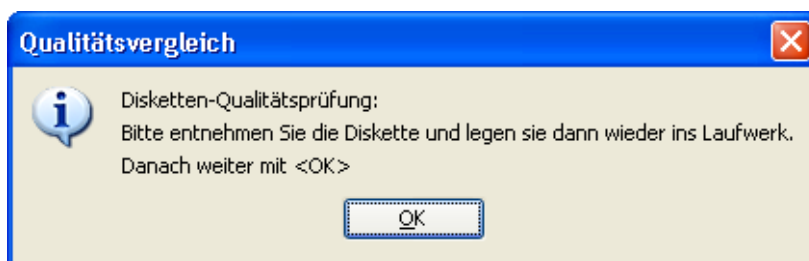 Qualitätsvergleich
Disketten-Qualitätsprüfung:
Bitte entnehmen Sie die Diskette und legen sie dann wieder ins Laufwerk.
Danach weiter mit <OK>
OK